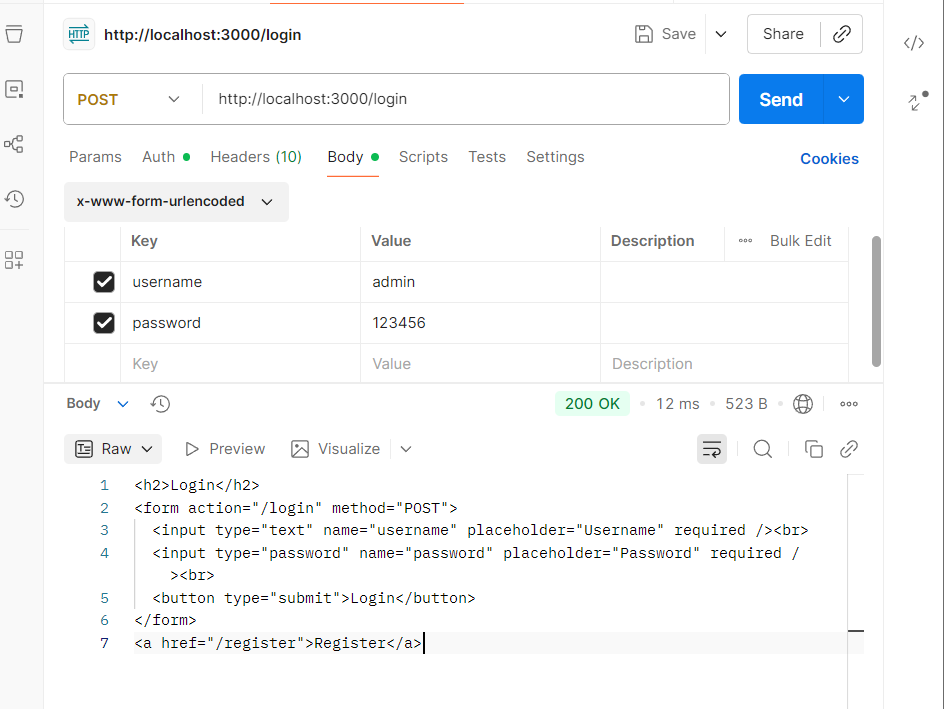 HTTP http://localhost:3000/login Save Share
POST http://localhost:3000/login Send
Params Auth Headers (10) Body Scripts Tests Settings Cookies
x-www-form-urlencoded
Key Value Description Bulk Edit
username admin
password 123456
Key Value Description
Body 200 OK 12 ms 523 B
Raw Preview Visualize
1 <h2>Login</h2>
2 <form action="/login" method="POST">
3 <input type="text" name="username" placeholder="Username" required /><br>
4 <input type="password" name="password" placeholder="Password" required /
><br>
5 <button type="submit">Login</button>
6 </form>
7 <a href="/register">Register</a>